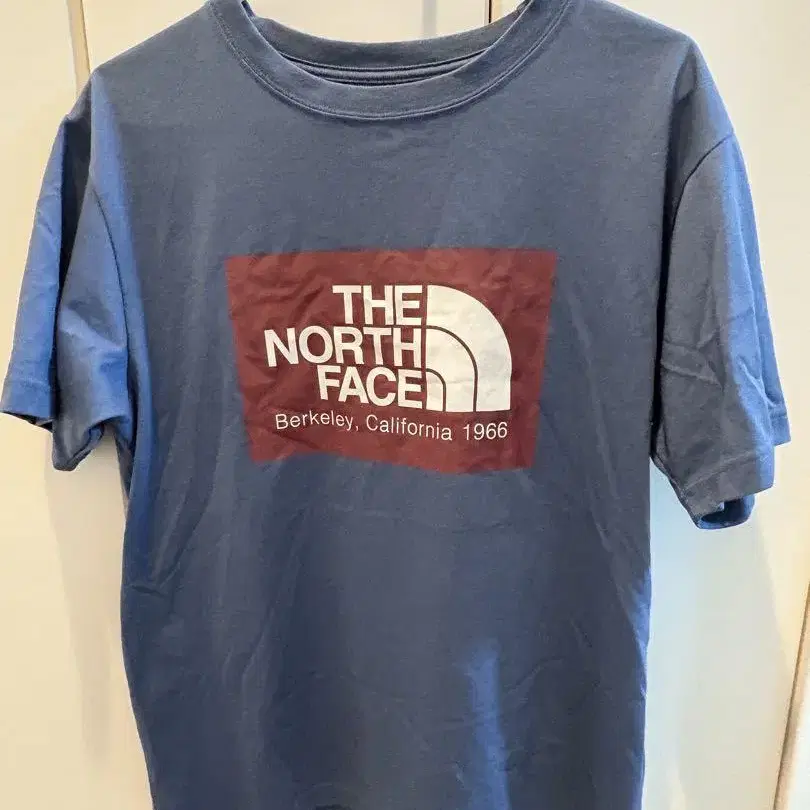 THE
NORTH
FACE
Berkeley, California 1966